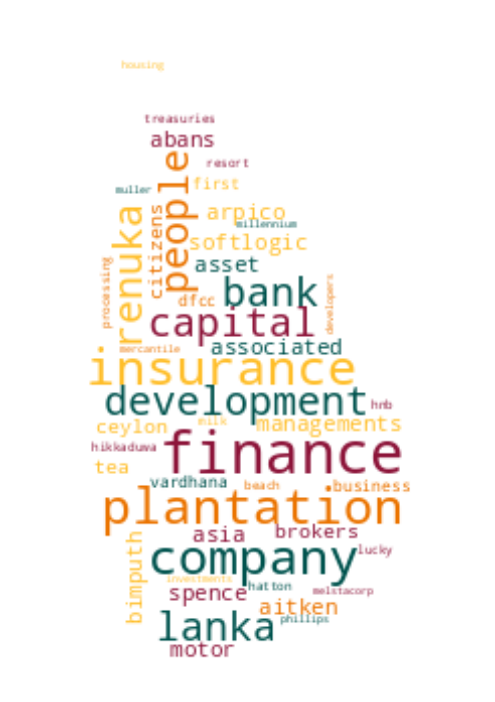 housing
treasuries
abans
people
resort
muller
first
renuka
citizens
arpico
millennium
softlogic
processing
asset
developers
bank
dfcc
capital
associated
mercantile
insurance
development
hnb
ceylon
milk
managements
finance
hikkaduwa
tea
vardhana
beach
business
plantation
asia
brokers
bimputh
company
lucky
investments
hatton
spence
melstacorp
aitken
lanka
phillips
motor